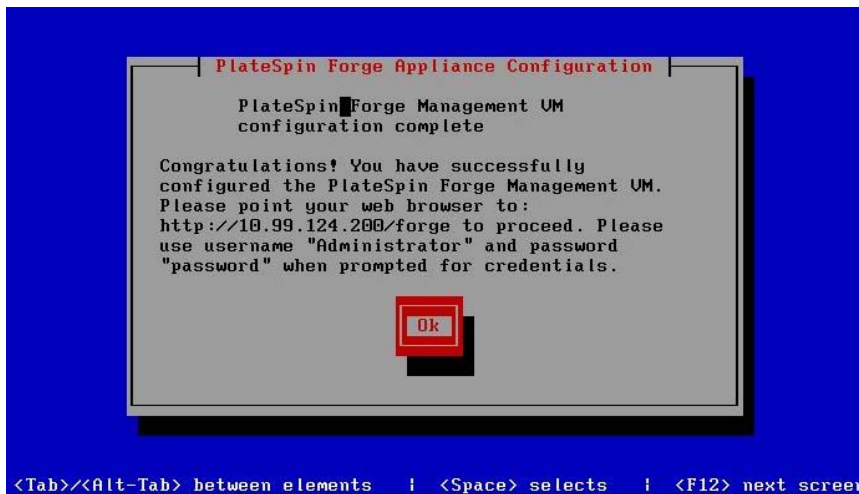 PlateSpin Forge Appliance Configuration
PlateSpin Forge Management VM
configuration complete
Congratulations! You have successfully
configured the PlateSpin Forge Management VM.
Please point your web browser to:
http://10.99.124.200/forge to proceed. Please
use username "Administrator" and password
"password" when prompted for credentials.
Ok
<Tab>/<Alt-Tab> between elements | <Space> selects | <F12> next screen